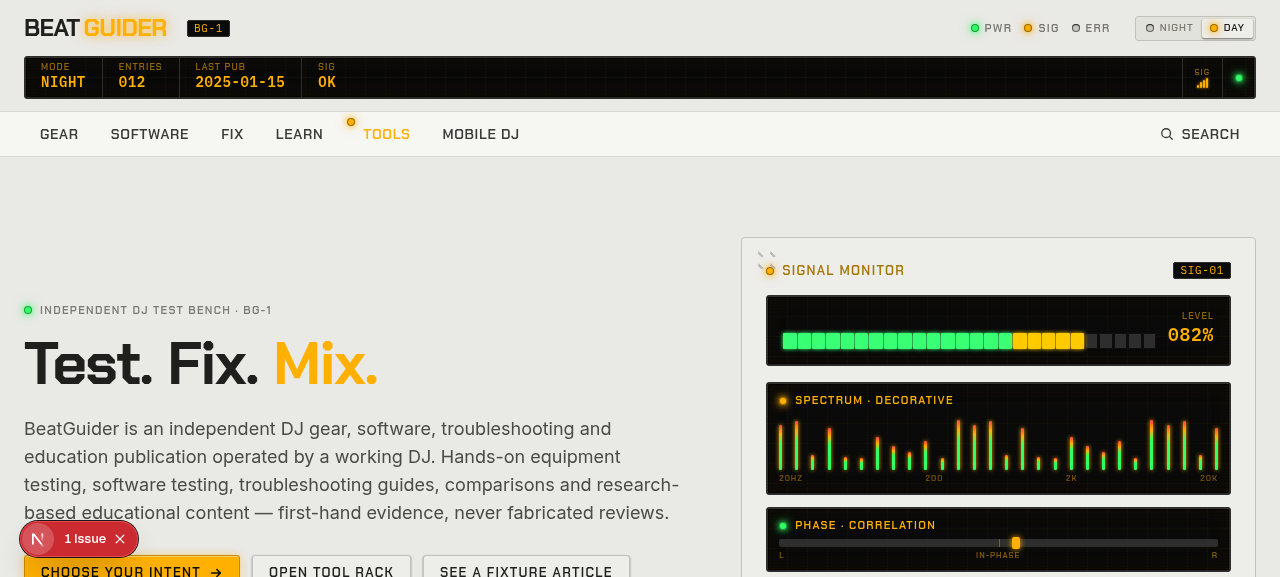 BEAT GUIDER BG-1
PWR SIG ERR NIGHT DAY
MODE ENTRIES LAST PUB SIG
NIGHT 012 2025-01-15 OK
SIG
GEAR SOFTWARE FIX LEARN TOOLS MOBILE DJ SEARCH
INDEPENDENT DJ TEST BENCH · BG-1
Test. Fix. Mix.
BeatGuider is an independent DJ gear, software, troubleshooting and
education publication operated by a working DJ. Hands-on equipment
testing, software testing, troubleshooting guides, comparisons and research-
based educational content — first-hand evidence, never fabricated reviews.
1 Issue
CHOOSE YOUR INTENT → OPEN TOOL RACK SEE A FIXTURE ARTICLE
SIGNAL MONITOR SIG-01
LEVEL
082%
SPECTRUM · DECORATIVE
20HZ 200 2K 20K
PHASE · CORRELATION
L IN-PHASE R